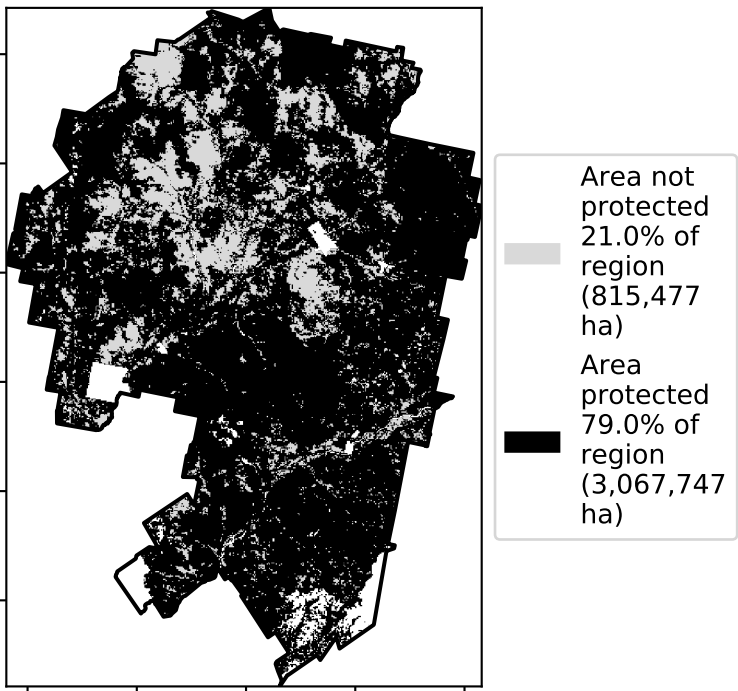 Area not
protected
21.0% of
region
(815,477
ha)
Area
protected
79.0% of
region
(3,067,747
ha)